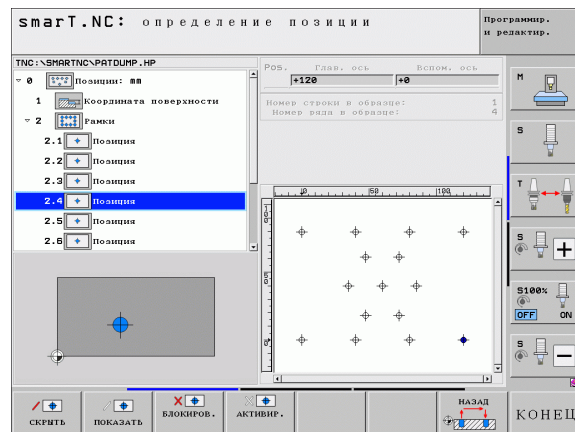 smarT.NC: определение позиции
Программир.
и редактир.
TNC:\SMARTNC\PATDUMP.HP
0 Позиции: mm
1 Координата поверхности
2 Рамки
2.1 Позиция
2.2 Позиция
2.3 Позиция
2.4 Позиция
2.5 Позиция
2.6 Позиция
Pos. Глав. ось Вспом. ось
+120 +0
Номер строки в образце: 1
Номер ряда в образце: 4
0 50 100
100
50
0
M
S
T
S
S100%
OFF ON
S
СКРЫТЬ
ПОКАЗАТЬ
БЛОКИРОВ.
АКТИВИР.
НАЗАД
КОНЕЦ